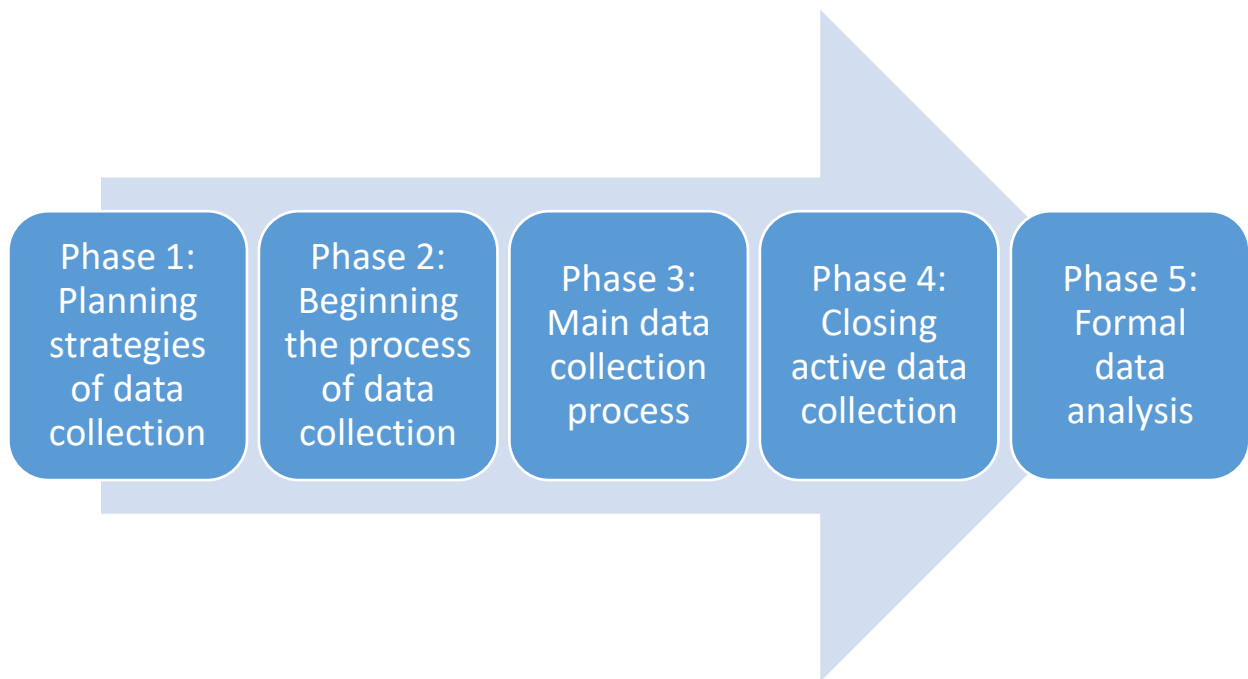 Phase 1:
Planning
strategies
of data
collection
Phase 2:
Beginning
the process
of data
collection
Phase 3:
Main data
collection
process
Phase 4:
Closing
active data
collection
Phase 5:
Formal
data
analysis